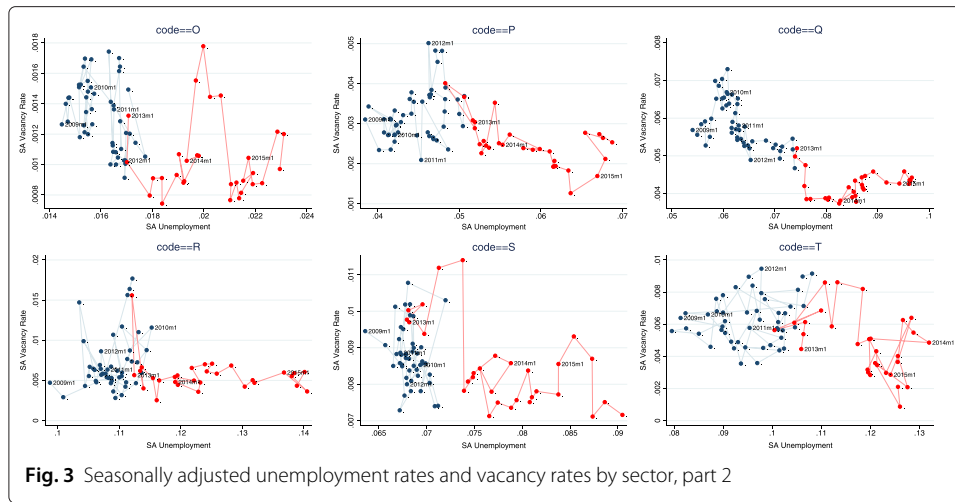 code==O
SA Vacancy Rate
.0018
.0016
.0014
.0012
.001
.0008
2009m1
2010m1
2011m1
2012m1
2013m1
2014m1
2015m1
.014
.016
.018
.02
.022
.024
SA Unemployment
code==P
SA Vacancy Rate
.005
.004
.003
.002
.001
2010m1
2011m1
2012m1
2013m1
2014m1
2015m1
.04
.05
.06
.07
SA Unemployment
code==Q
SA Vacancy Rate
.008
.007
.006
.005
.004
2009m1
2010m1
2011m1
2012m1
2013m1
.05
.06
.07
.08
.09
.1
SA Unemployment
code==R
SA Vacancy Rate
.02
.015
.01
.005
0
2009m1
2010m1
2012m1
.1
.11
.12
.13
.14
SA Unemployment
code==S
SA Vacancy Rate
.011
.01
.009
.008
.007
2009m1
2010m1
2012m1
2013m1
2014m1
2015m1
.065
.07
.075
.08
.085
.09
SA Unemployment
code==T
SA Vacancy Rate
.01
.008
.006
.004
.002
0
2009m1
2010m1
2011m1
2012m1
2013m1
2014m1
2015m1
.08
.09
.1
.11
.12
.13
SA Unemployment
Fig. 3 Seasonally adjusted unemployment rates and vacancy rates by sector, part 2